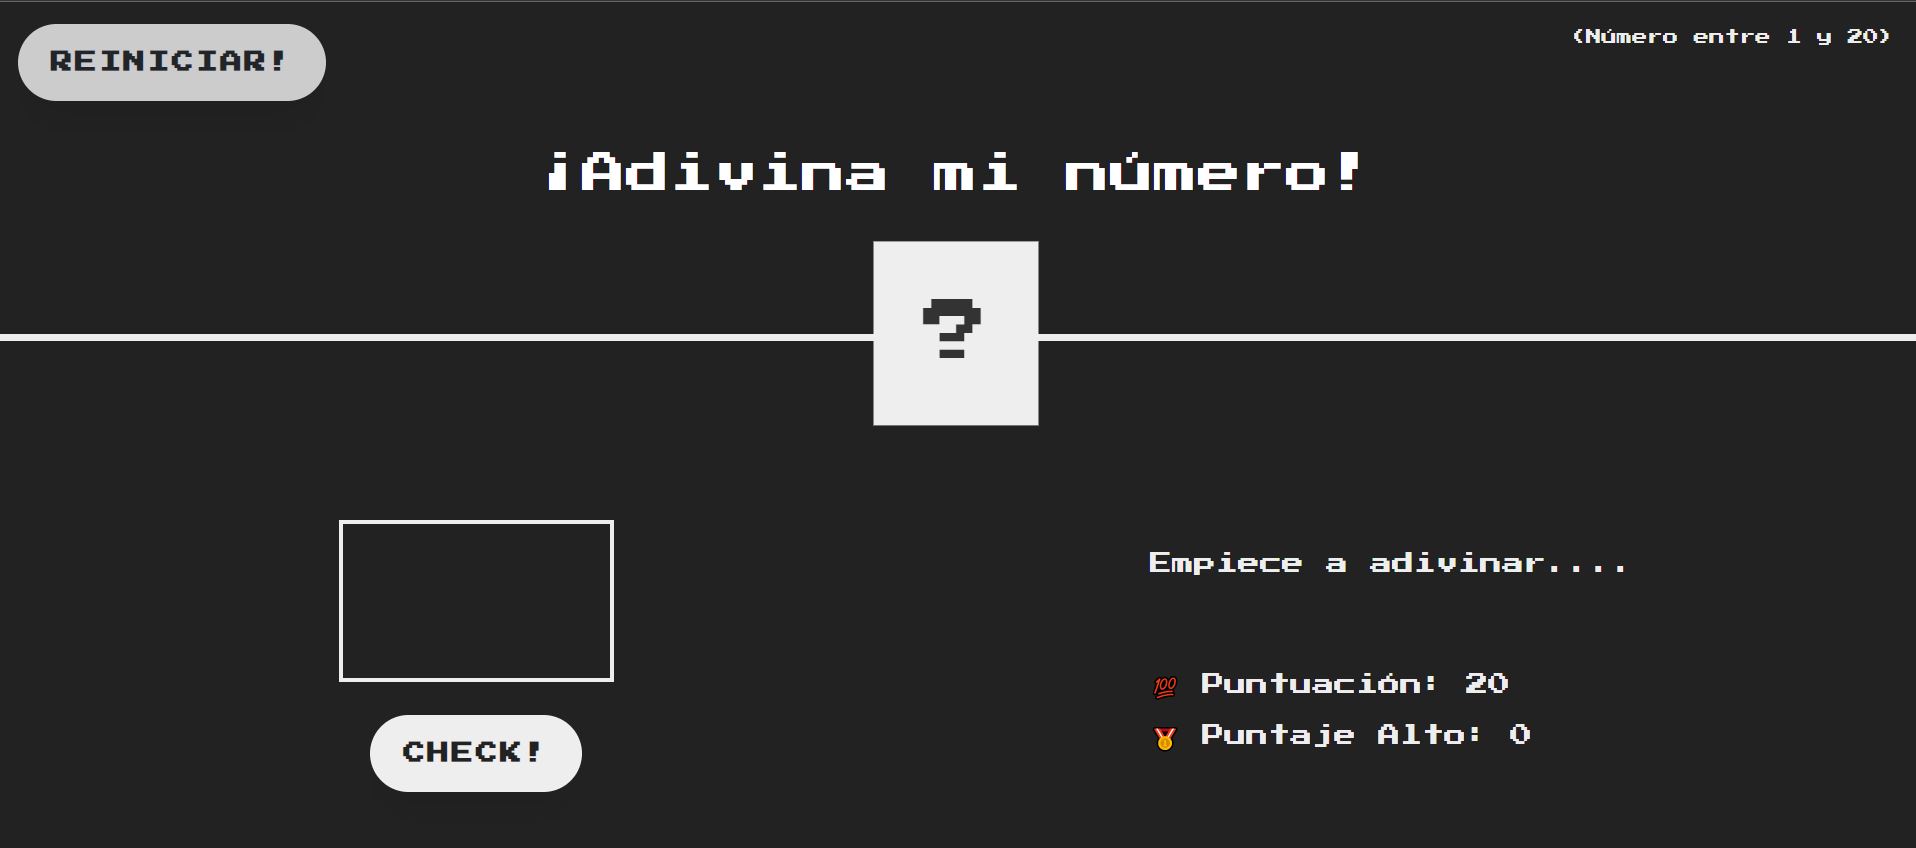 REINICIAR!
(Número entre 1 y 20)
¡Adivina mi número!
?
Empiece a adivinar....
💯 Puntuación: 20
🥇 Puntaje Alto: 0
CHECK!